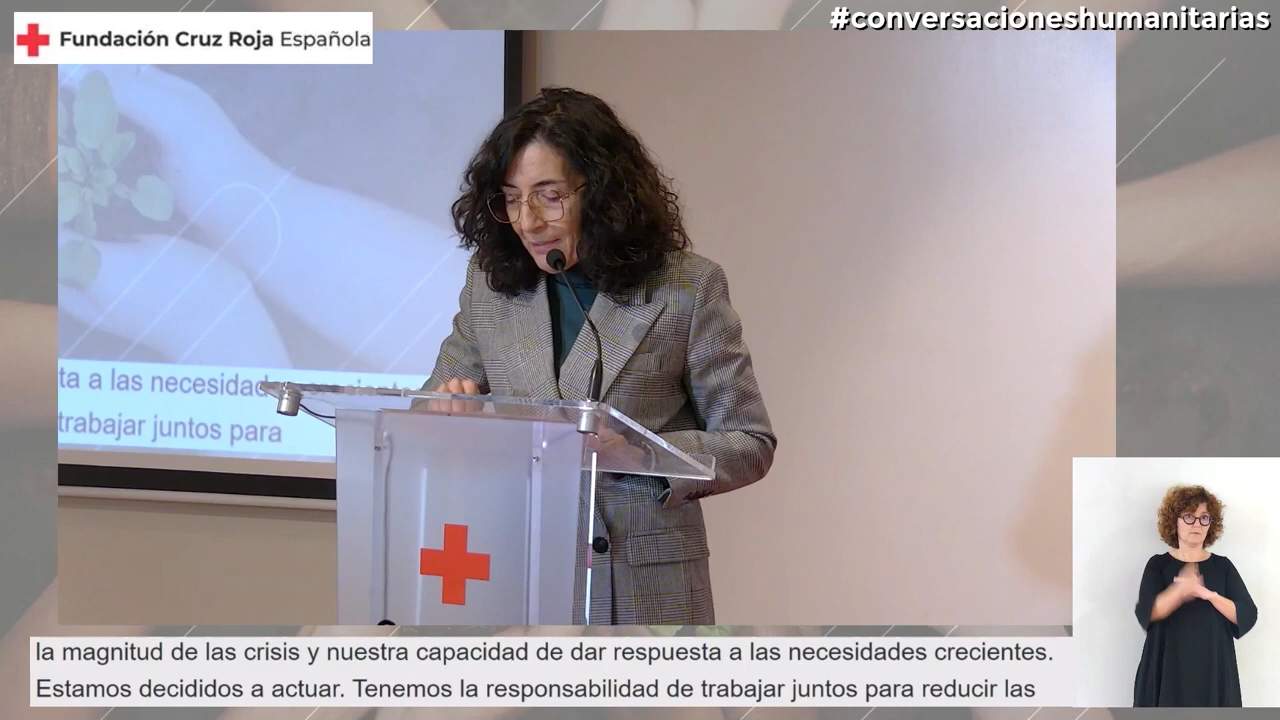 #conversacioneshumanitarias
Fundación Cruz Roja Española
ta a las necesidad
trabajar juntos para
la magnitud de las crisis y nuestra capacidad de dar respuesta a las necesidades crecientes.
Estamos decididos a actuar. Tenemos la responsabilidad de trabajar juntos para reducir las